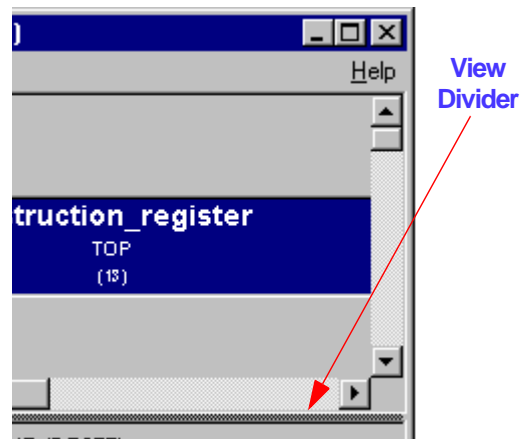 )
Help
View
Divider
truction_register
TOP
(13)